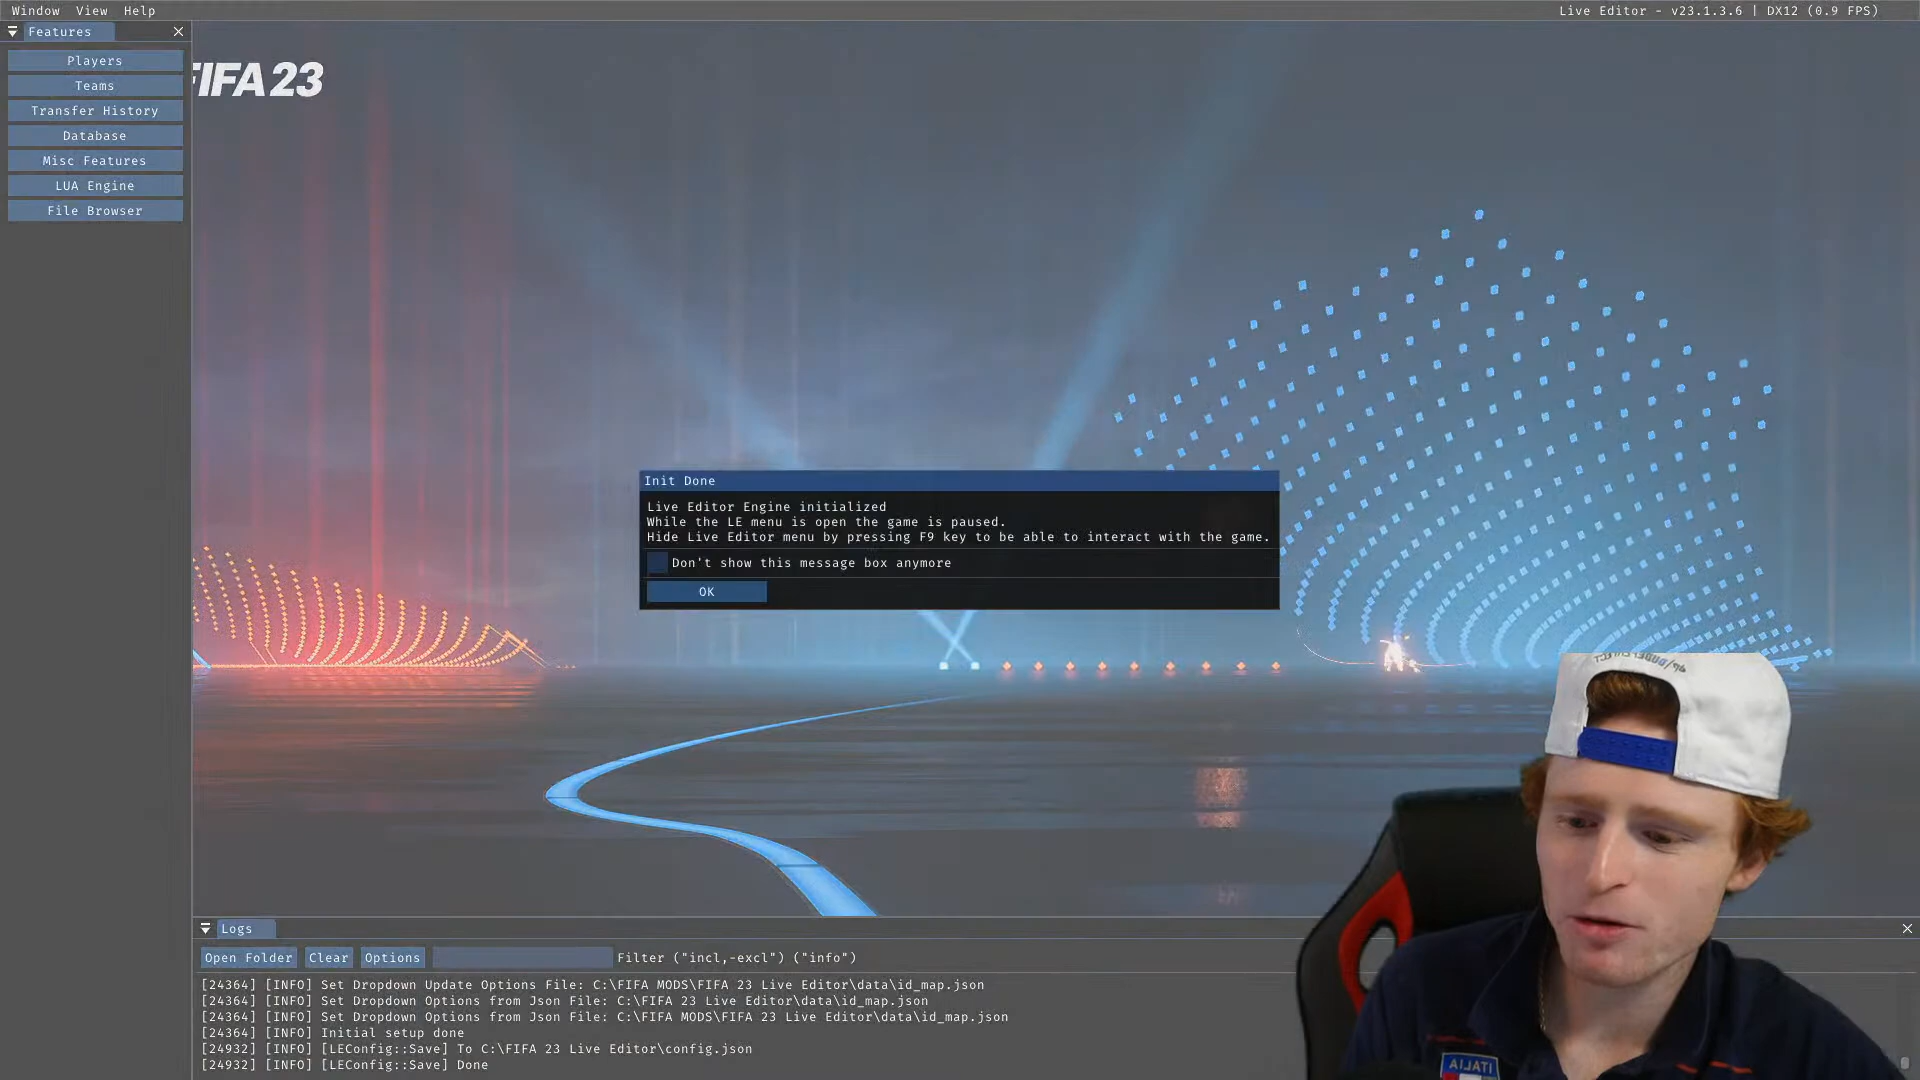 Window View Help
Live Editor - v23.1.3.6 | DX12 (0.9 FPS)
Features
Players
Teams
Transfer History
Database
Misc Features
LUA Engine
File Browser
FIFA 23
Init Done
Live Editor Engine initialized
While the LE menu is open the game is paused.
Hide Live Editor menu by pressing F9 key to be able to interact with the game.
Don't show this message box anymore
OK
Logs
Open Folder Clear Options Filter ("incl,-excl") ("info")
[24364] [INFO] Set Dropdown Update Options File: C:\FIFA MODS\FIFA 23 Live Editor\data\id_map.json
[24364] [INFO] Set Dropdown Options from Json File: C:\FIFA 23 Live Editor\data\id_map.json
[24364] [INFO] Set Dropdown Options from Json File: C:\FIFA MODS\FIFA 23 Live Editor\data\id_map.json
[24364] [INFO] Initial setup done
[24932] [INFO] [LEConfig::Save] To C:\FIFA 23 Live Editor\config.json
[24932] [INFO] [LEConfig::Save] Done
ITALIA